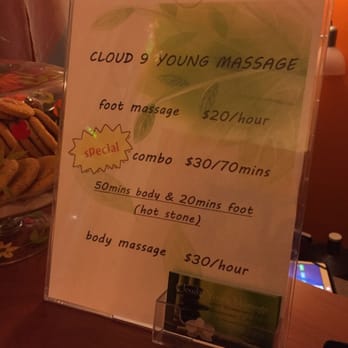 CLOUD 9 YOUNG MASSAGE
foot massage $20/hour
special
combo $30/70mins
50mins body & 20mins foot
(hot stone)
body massage $30/hour